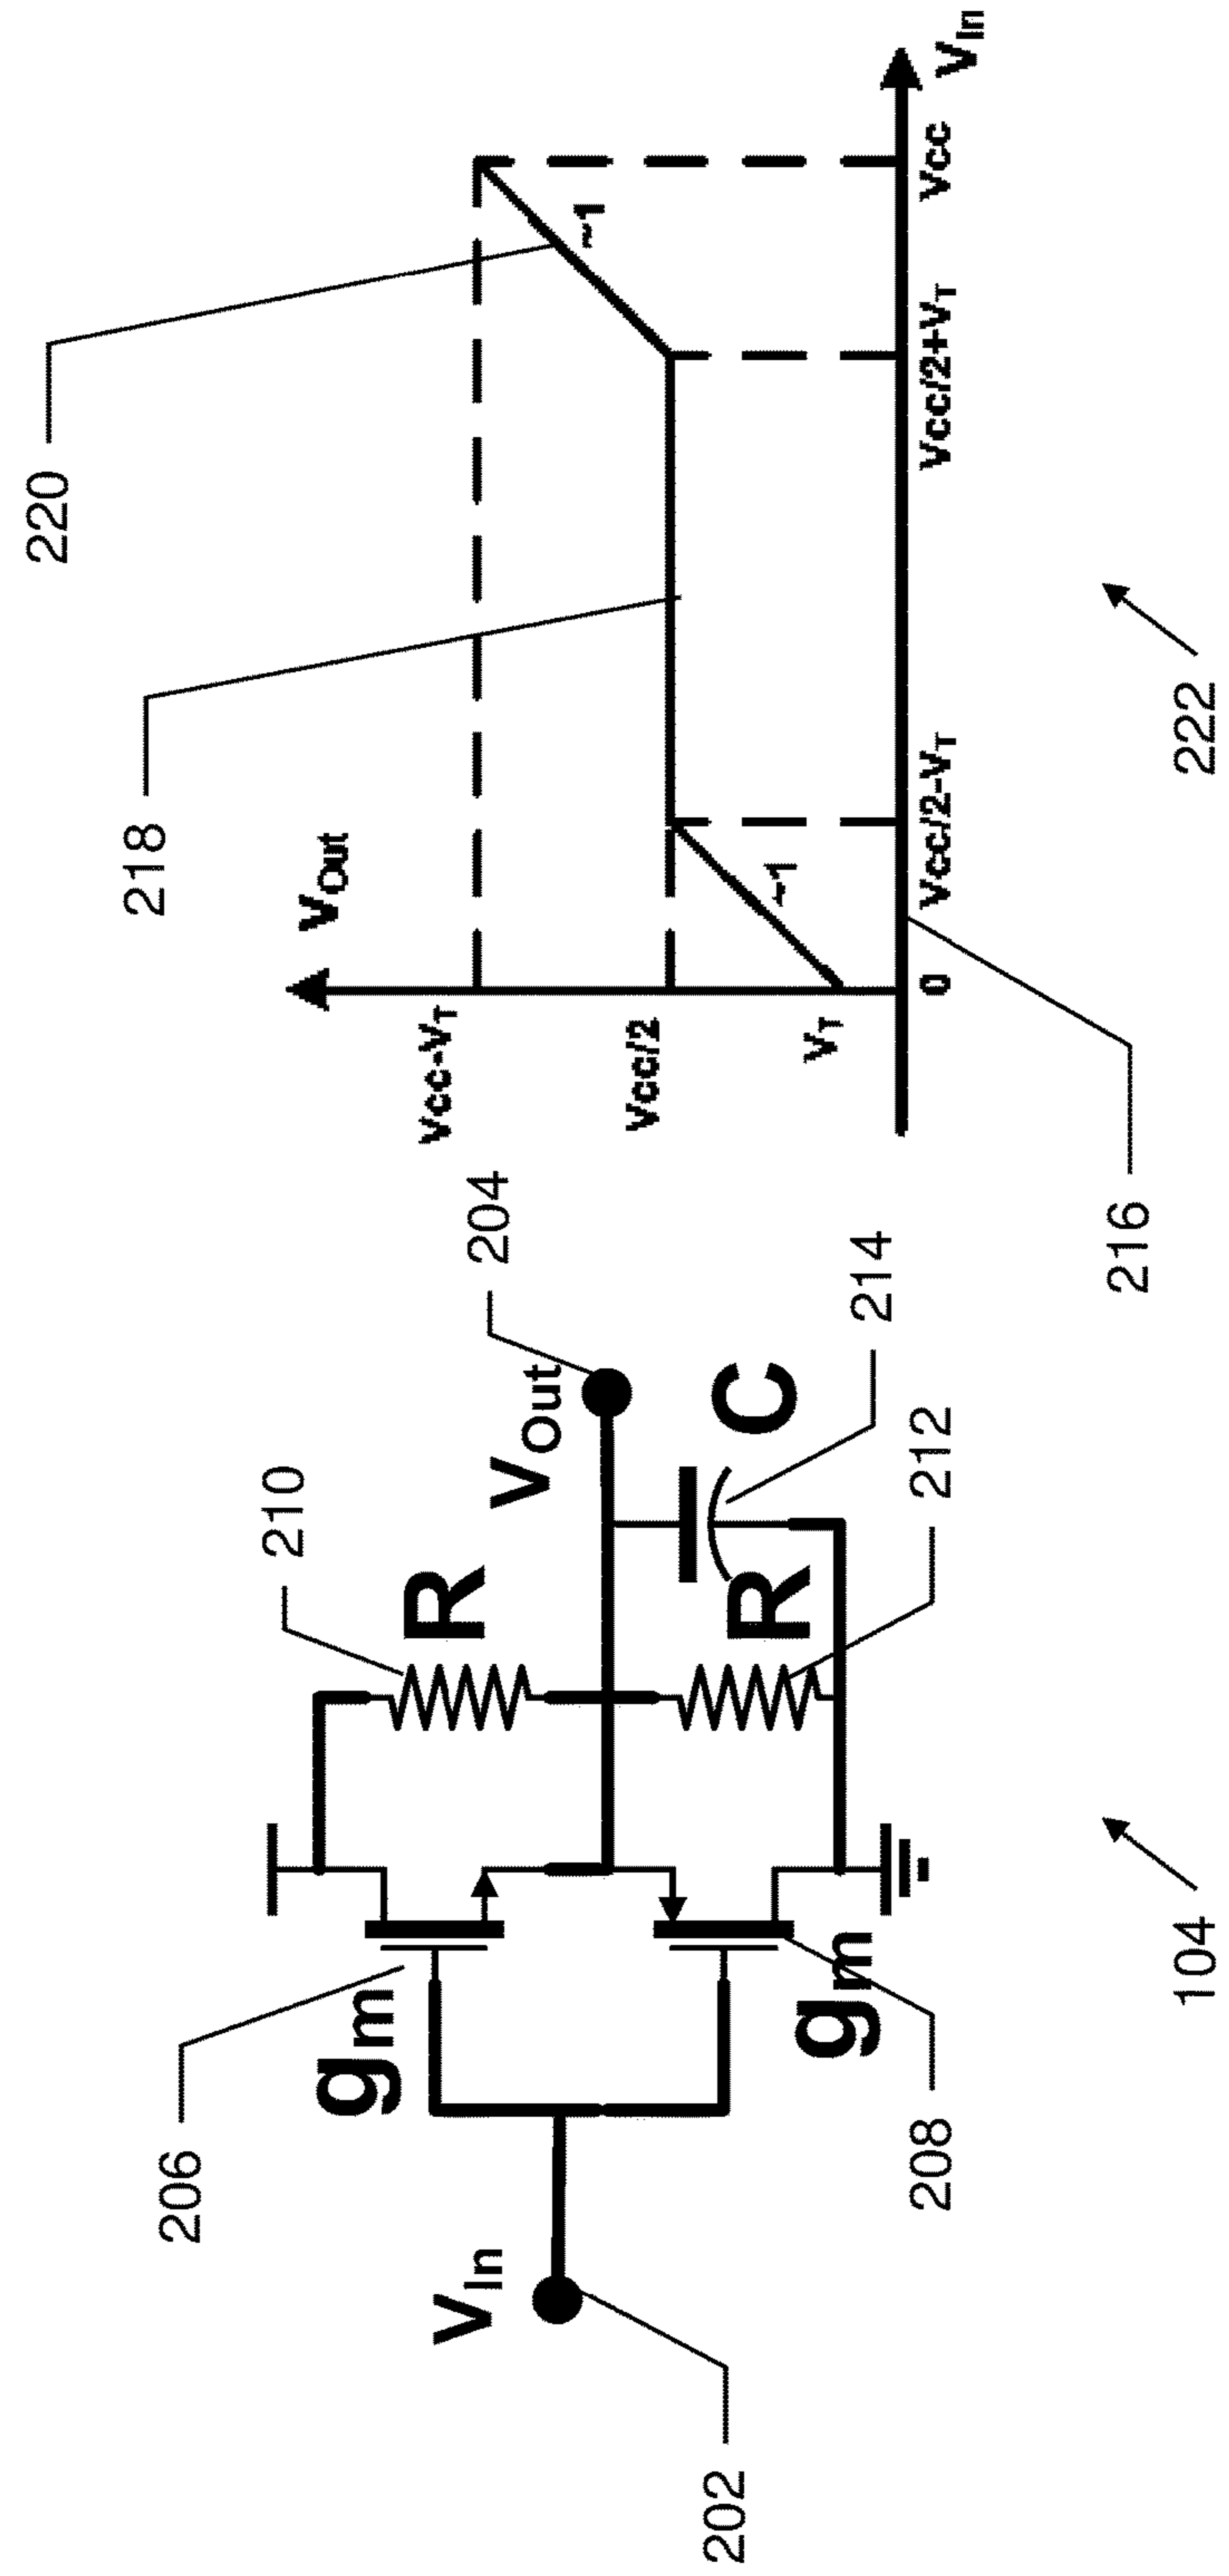 206
210
204
gm
R
VOut
VIn
R
C
214
gm
212
202
208
104
218
220
VOut
Vcc-VT
Vcc/2
VT
~1
~1
0
Vcc/2-VT
Vcc/2+VT
Vcc
VIn
216
222